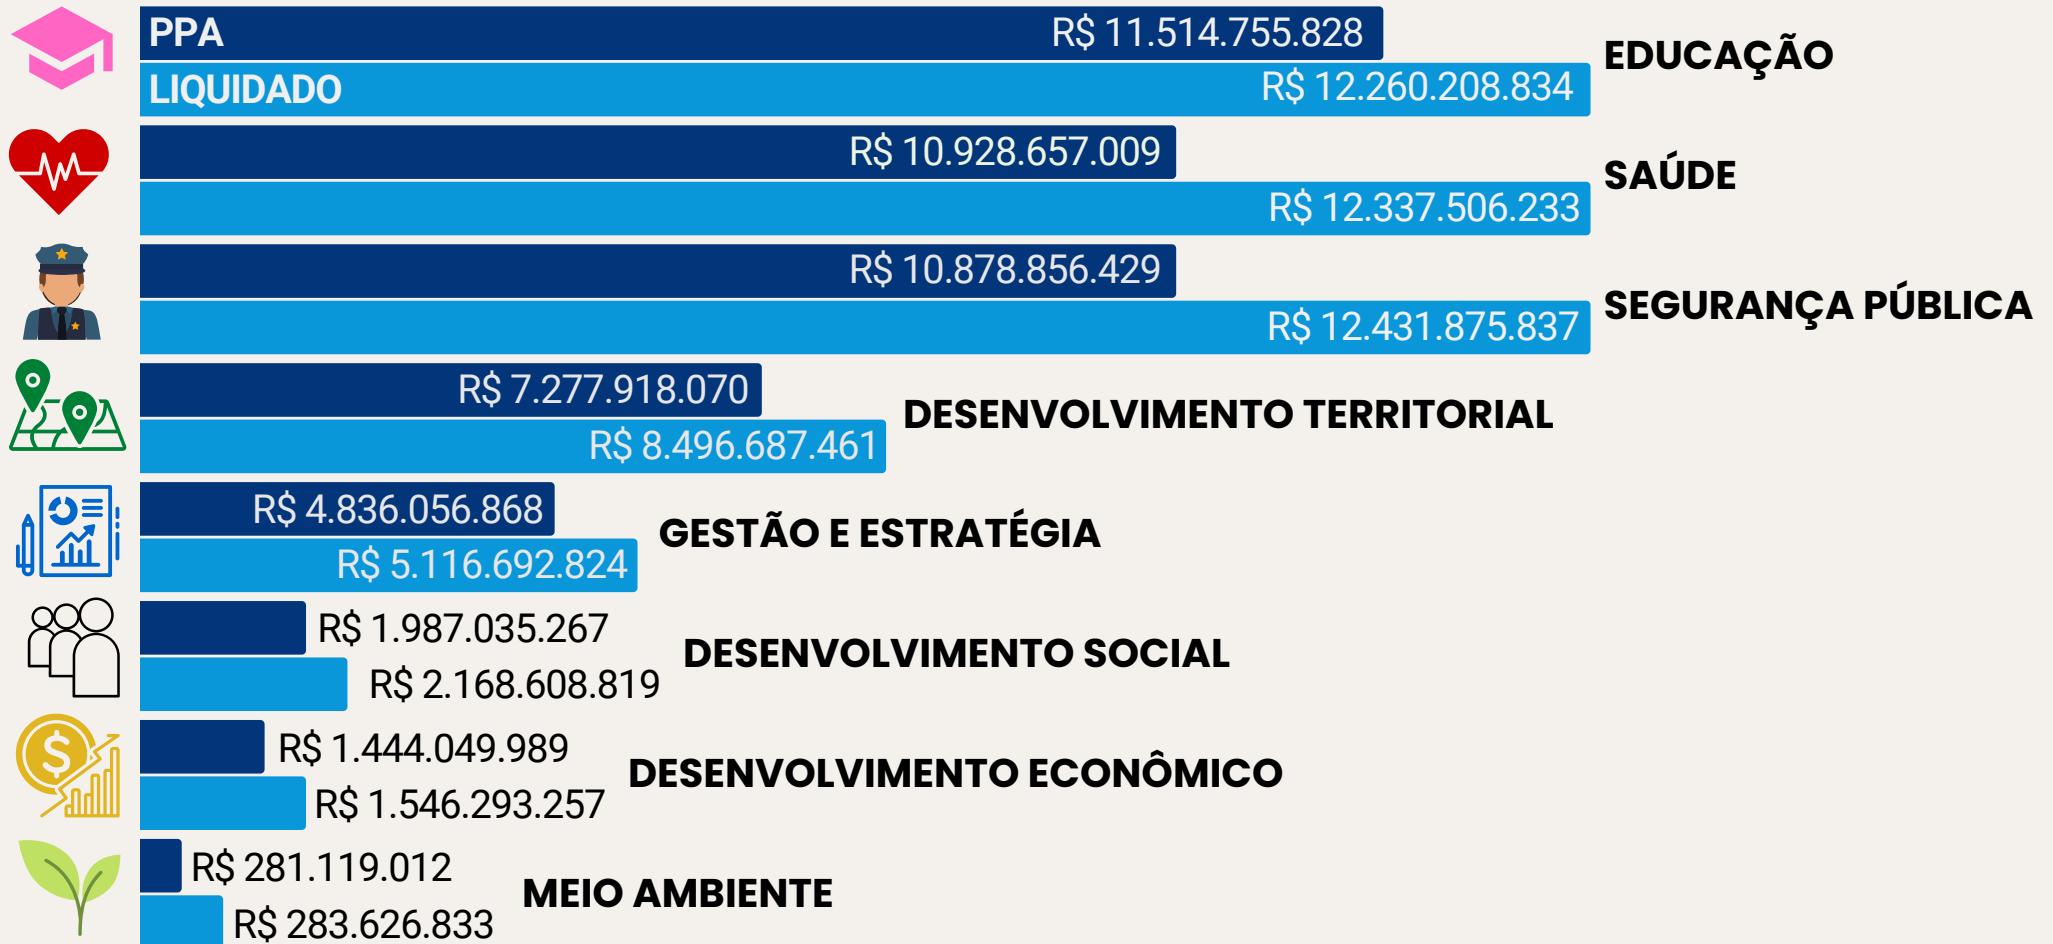 PPA
R$ 11.514.755.828
EDUCAÇÃO
LIQUIDADO
R$ 12.260.208.834
R$ 10.928.657.009
SAÚDE
R$ 12.337.506.233
R$ 10.878.856.429
SEGURANÇA PÚBLICA
R$ 12.431.875.837
R$ 7.277.918.070
DESENVOLVIMENTO TERRITORIAL
R$ 8.496.687.461
R$ 4.836.056.868
GESTÃO E ESTRATÉGIA
R$ 5.116.692.824
R$ 1.987.035.267
DESENVOLVIMENTO SOCIAL
R$ 2.168.608.819
R$ 1.444.049.989
DESENVOLVIMENTO ECONÔMICO
R$ 1.546.293.257
R$ 281.119.012
MEIO AMBIENTE
R$ 283.626.833